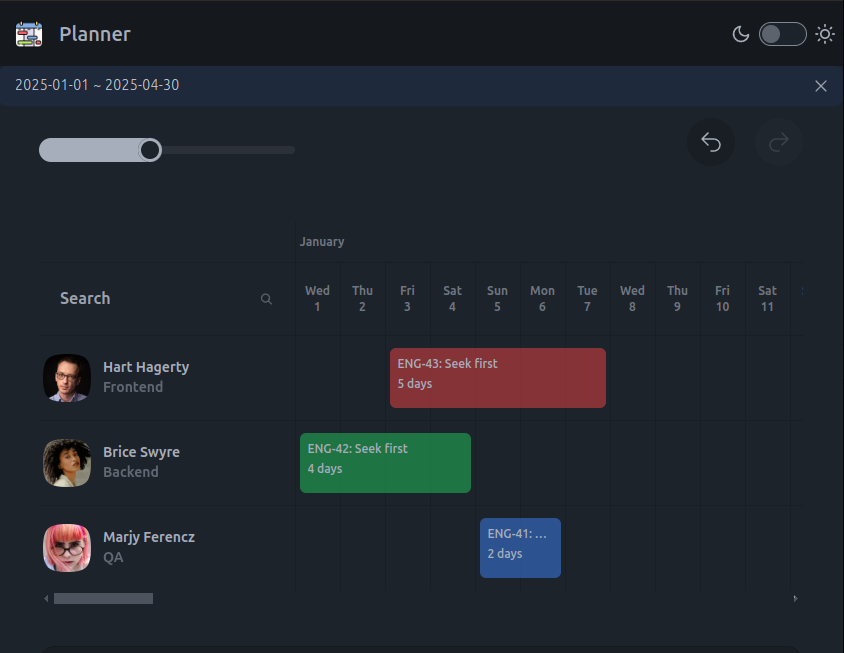 Planner
2025-01-01 ~ 2025-04-30
January
Search
Wed Thu Fri Sat Sun Mon Tue Wed Thu Fri Sat
1 2 3 4 5 6 7 8 9 10 11
Hart Hagerty
Frontend
ENG-43: Seek first
5 days
Brice Swyre
Backend
ENG-42: Seek first
4 days
Marjy Ferencz
QA
ENG-41: ...
2 days